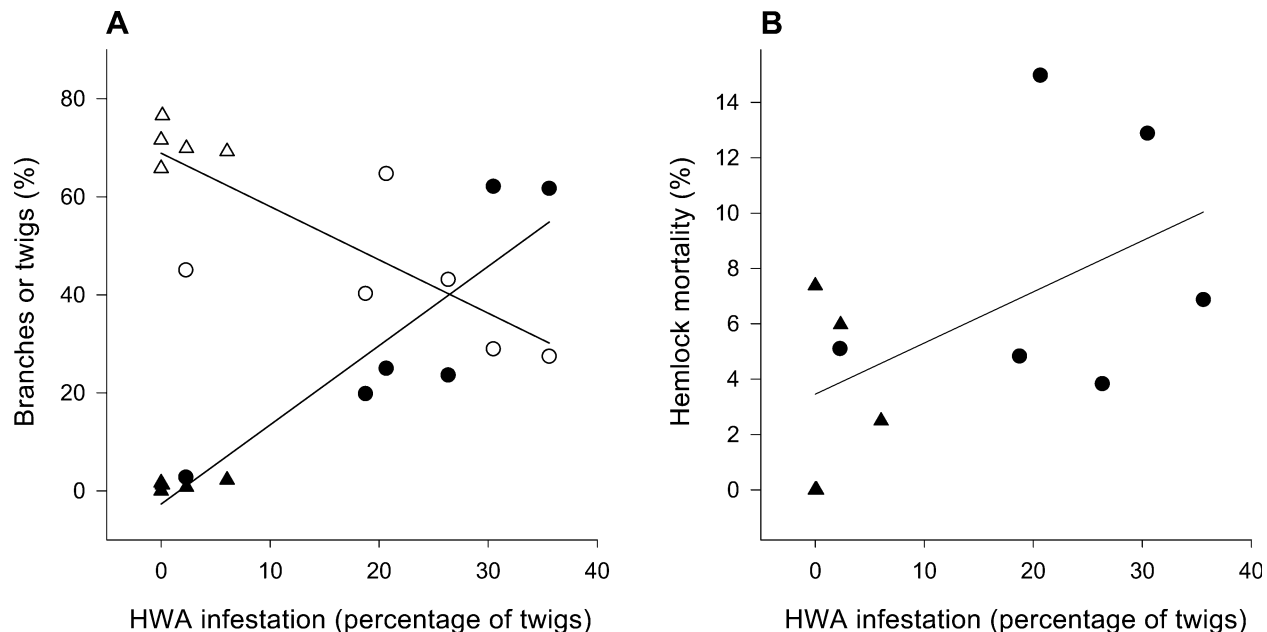 A
Branches or twigs (%)
80
60
40
20
0
0 10 20 30 40
HWA infestation (percentage of twigs)
B
Hemlock mortality (%)
14
12
10
8
6
4
2
0
0 10 20 30 40
HWA infestation (percentage of twigs)